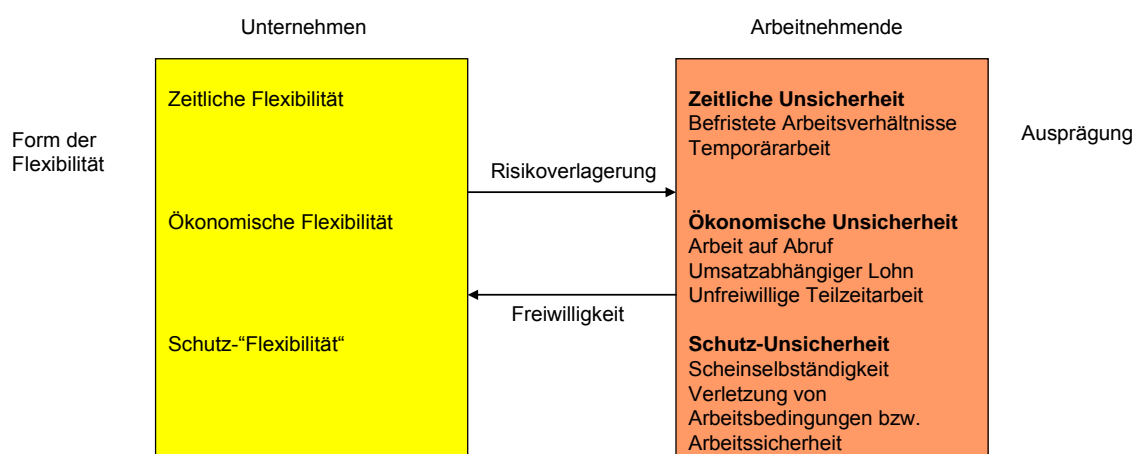 Unternehmen
Arbeitnehmende
Form der
Flexibilität
Zeitliche Flexibilität
Ökonomische Flexibilität
Schutz-“Flexibilität“
Risikoverlagerung
Freiwilligkeit
Zeitliche Unsicherheit
Befristete Arbeitsverhältnisse
Temporärarbeit
Ökonomische Unsicherheit
Arbeit auf Abruf
Umsatzabhängiger Lohn
Unfreiwillige Teilzeitarbeit
Schutz-Unsicherheit
Scheinselbständigkeit
Verletzung von
Arbeitsbedingungen bzw.
Arbeitssicherheit
Ausprägung